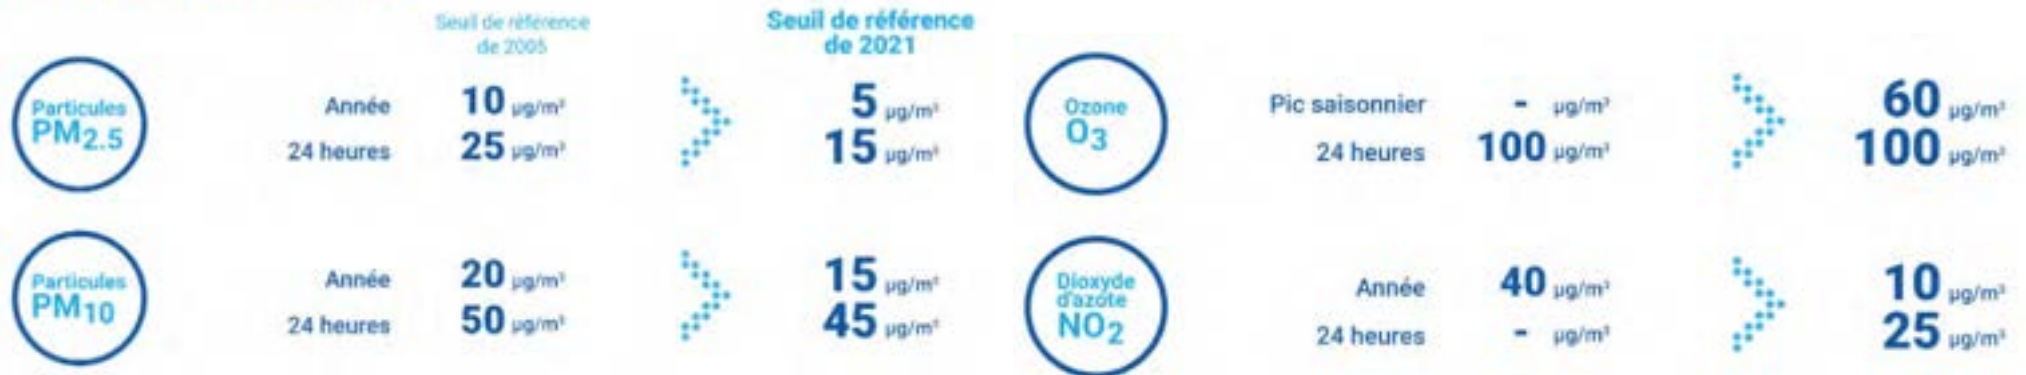 Seuil de référence
de 2005
Seuil de référence
de 2021
Particules
PM2.5
Année 10 µg/m³ 5 µg/m³
24 heures 25 µg/m³ 15 µg/m³
Particules
PM10
Année 20 µg/m³ 15 µg/m³
24 heures 50 µg/m³ 45 µg/m³
Ozone
O3
Pic saisonnier - µg/m³ 60 µg/m³
24 heures 100 µg/m³ 100 µg/m³
Dioxyde
d'azote
NO2
Année 40 µg/m³ 10 µg/m³
24 heures - µg/m³ 25 µg/m³